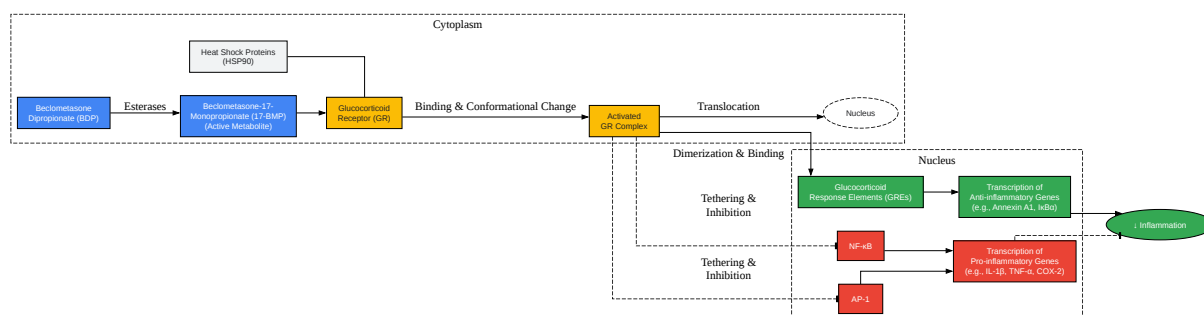 Cytoplasm
Heat Shock Proteins
(HSP90)
Beclometasone
Dipropionate (BDP)
Esterases
Beclometasone-17-
Monopropionate (17-BMP)
(Active Metabolite)
Glucocorticoid
Receptor (GR)
Binding & Conformational Change
Activated
GR Complex
Translocation
Nucleus
Dimerization & Binding
Nucleus
Glucocorticoid
Response Elements (GREs)
Transcription of
Anti-inflammatory Genes
(e.g., Annexin A1, IκBα)
Tethering &
Inhibition
↓ Inflammation
NF-κB
Transcription of
Pro-inflammatory Genes
(e.g., IL-1β, TNF-α, COX-2)
Tethering &
Inhibition
AP-1